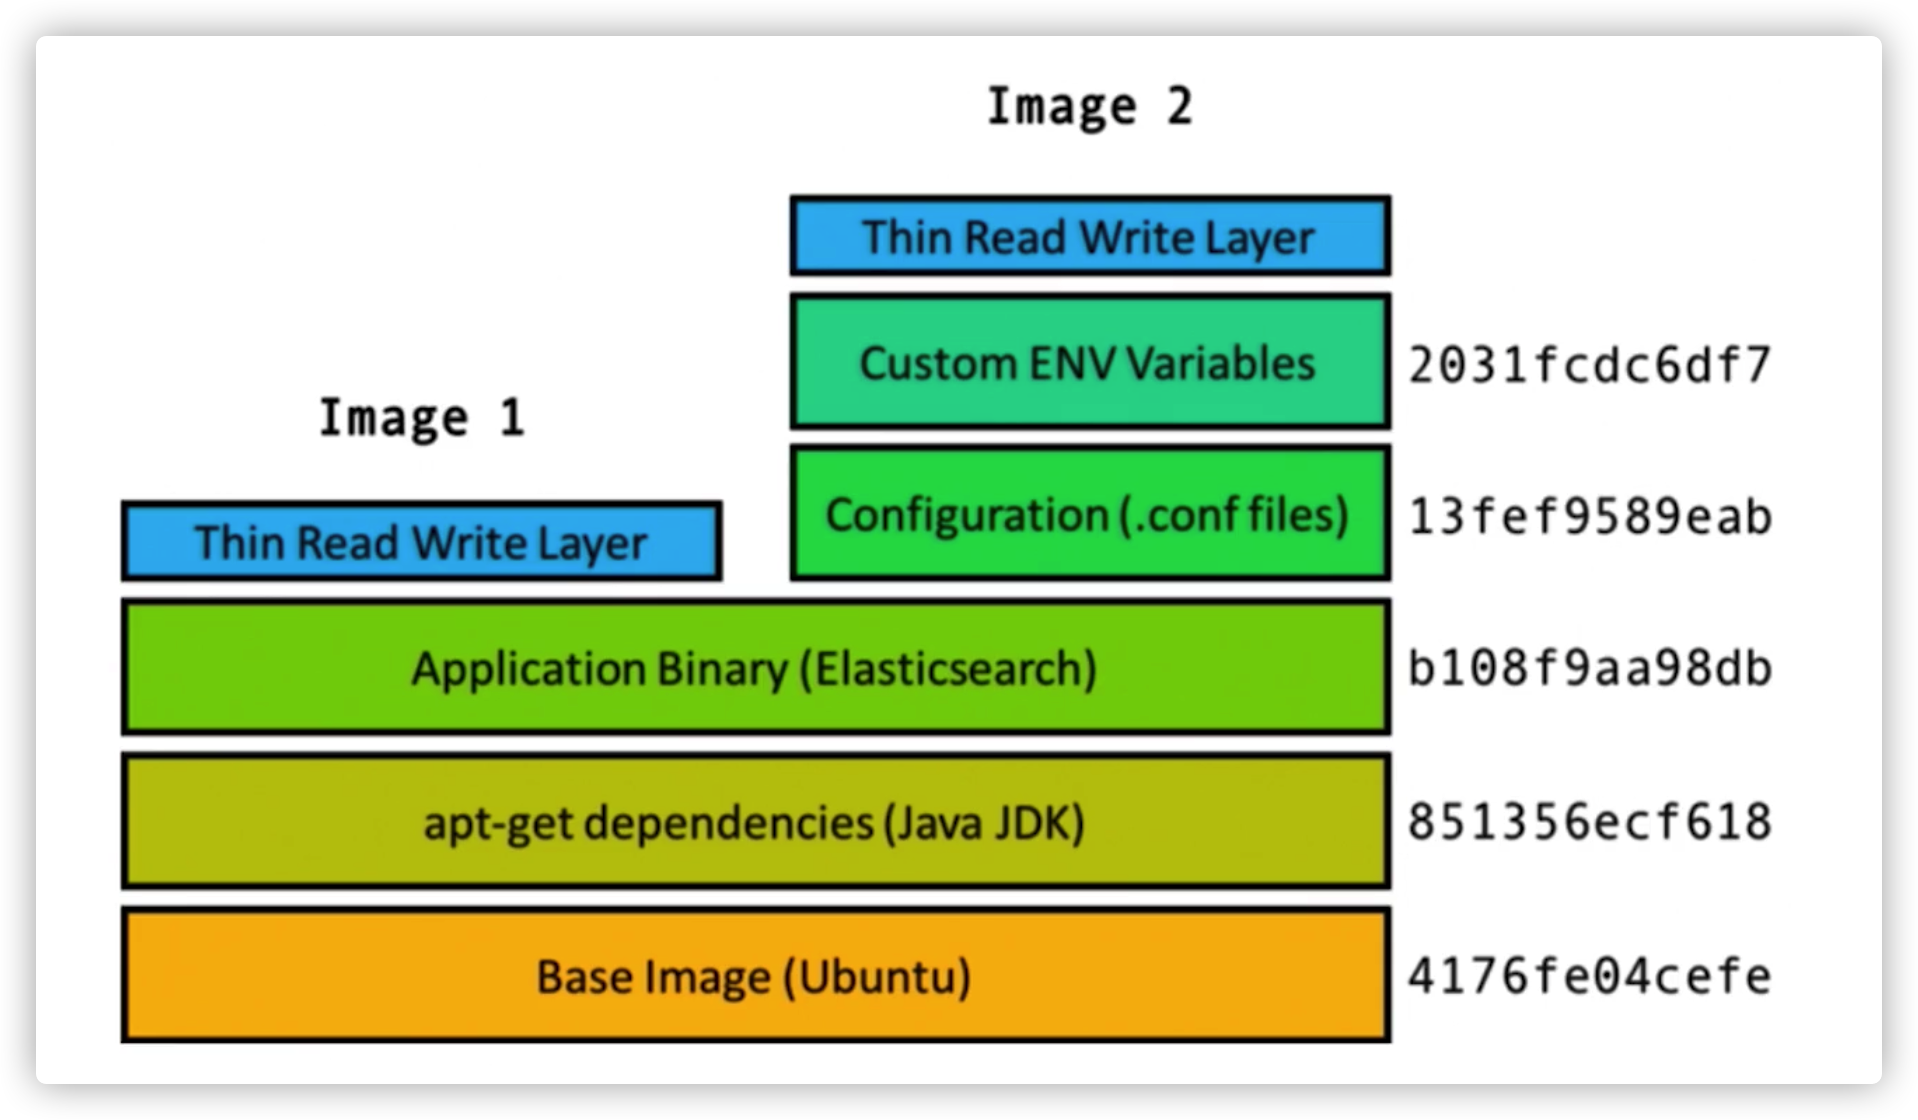 Image 2
Thin Read Write Layer
Custom ENV Variables 2031fcdc6df7
Image 1
Configuration (.conf files) 13fef9589eab
Thin Read Write Layer
Application Binary (Elasticsearch) b108f9aa98db
apt-get dependencies (Java JDK) 851356ecf618
Base Image (Ubuntu) 4176fe04cefe